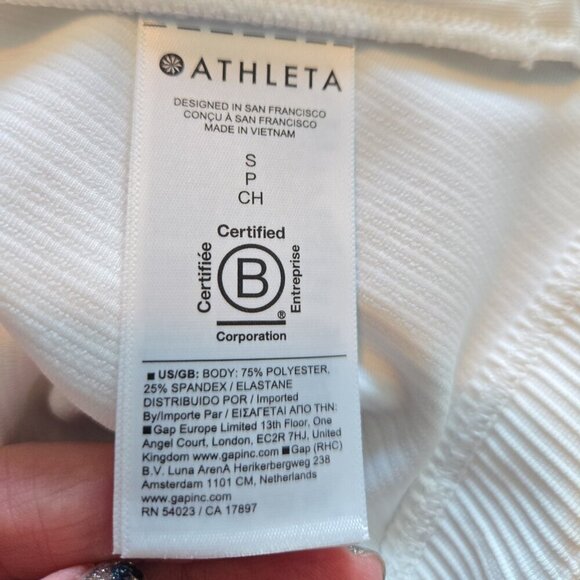 ATHLETA
DESIGNED IN SAN FRANCISCO
CONÇU À SAN FRANCISCO
MADE IN VIETNAM
S
P
CH
Certified
Certifiée
B
Entreprise
®
Corporation
■ US/GB: BODY: 75% POLYESTER,
25% SPANDEX / ELASTANE
DISTRIBUIDO POR / Imported
By/Importe Par / ΕΙΣΑΓΕΤΑΙ ΑΠΟ ΤΗΝ:
■ Gap Europe Limited 13th Floor, One
Angel Court, London, EC2R 7HJ, United
Kingdom www.gapinc.com ■ Gap (RHC)
B.V. Luna ArenA Herikerbergweg 238
Amsterdam 1101 CM, Netherlands
www.gapinc.com
RN 54023 / CA 17897